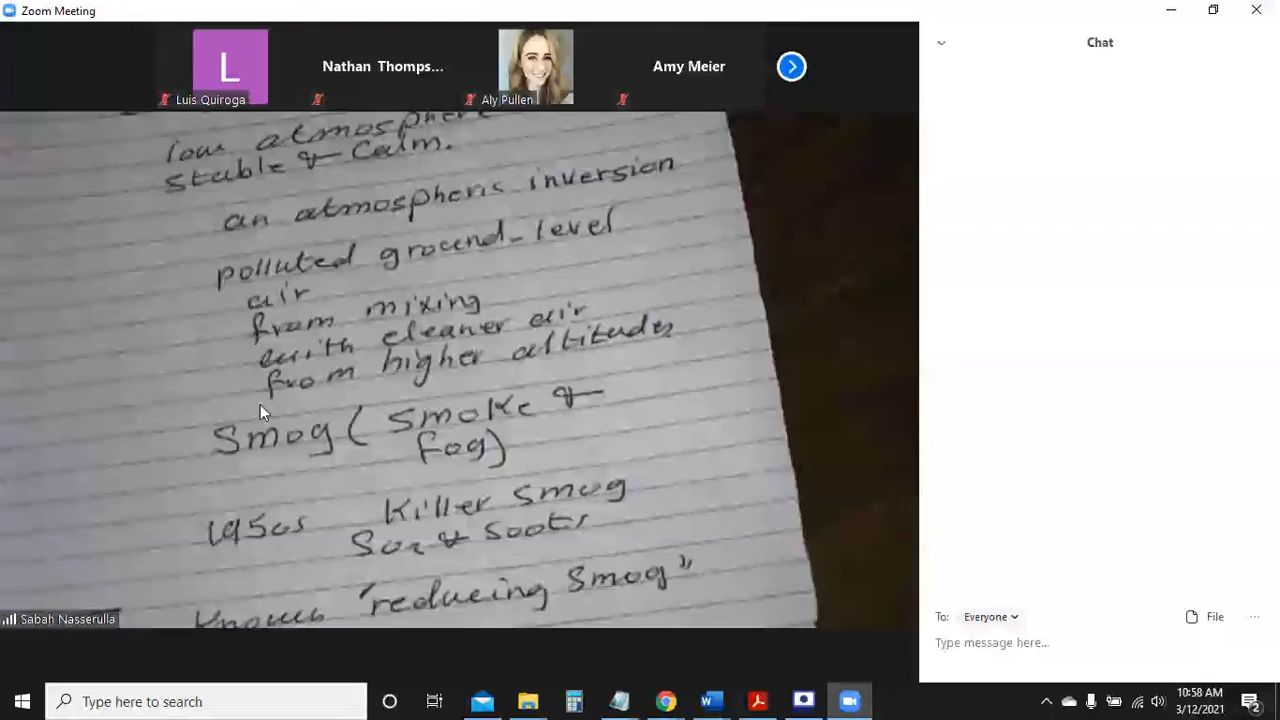 Zoom Meeting
L
Luis Quiroga
Nathan Thomps...
Aly Pullen
Amy Meier
Chat
low atmosphere
stable & Calm.
an atmospheric inversion
polluted ground-level
air
from mixing
with cleaner air
from higher altitudes
Smog (Smoke &
fog)
1950s Killer Smog
SO2 & Soots
Known "reducing Smog"
Sabah Nasserulla
To: Everyone
File
Type message here...
Type here to search
10:58 AM
3/12/2021
2